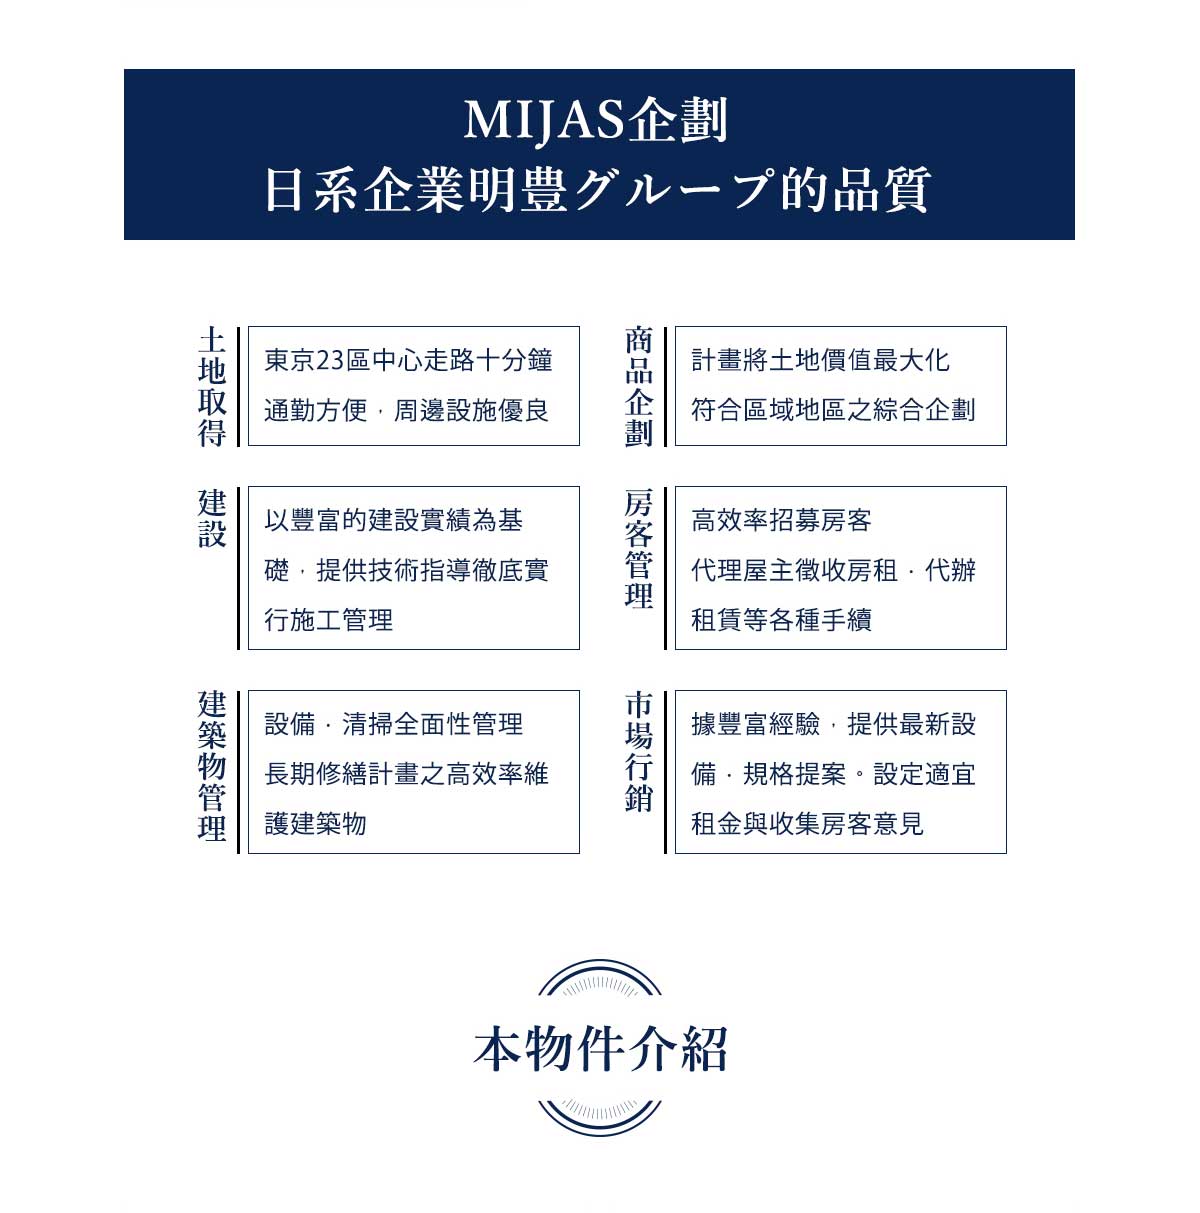 MIJAS企劃
日系企業明豊グループ的品質
土地取得
東京23區中心走路十分鐘
通勤方便，周邊設施優良
商品企劃
計畫將土地價值最大化
符合區域地區之綜合企劃
建設
以豐富的建設實績為基
礎，提供技術指導徹底實
行施工管理
房客管理
高效率招募房客
代理屋主徵收房租．代辦
租賃等各種手續
建築物管理
設備．清掃全面性管理
長期修繕計畫之高效率維
護建築物
市場行銷
據豐富經驗，提供最新設
備．規格提案。設定適宜
租金與收集房客意見
本物件介紹